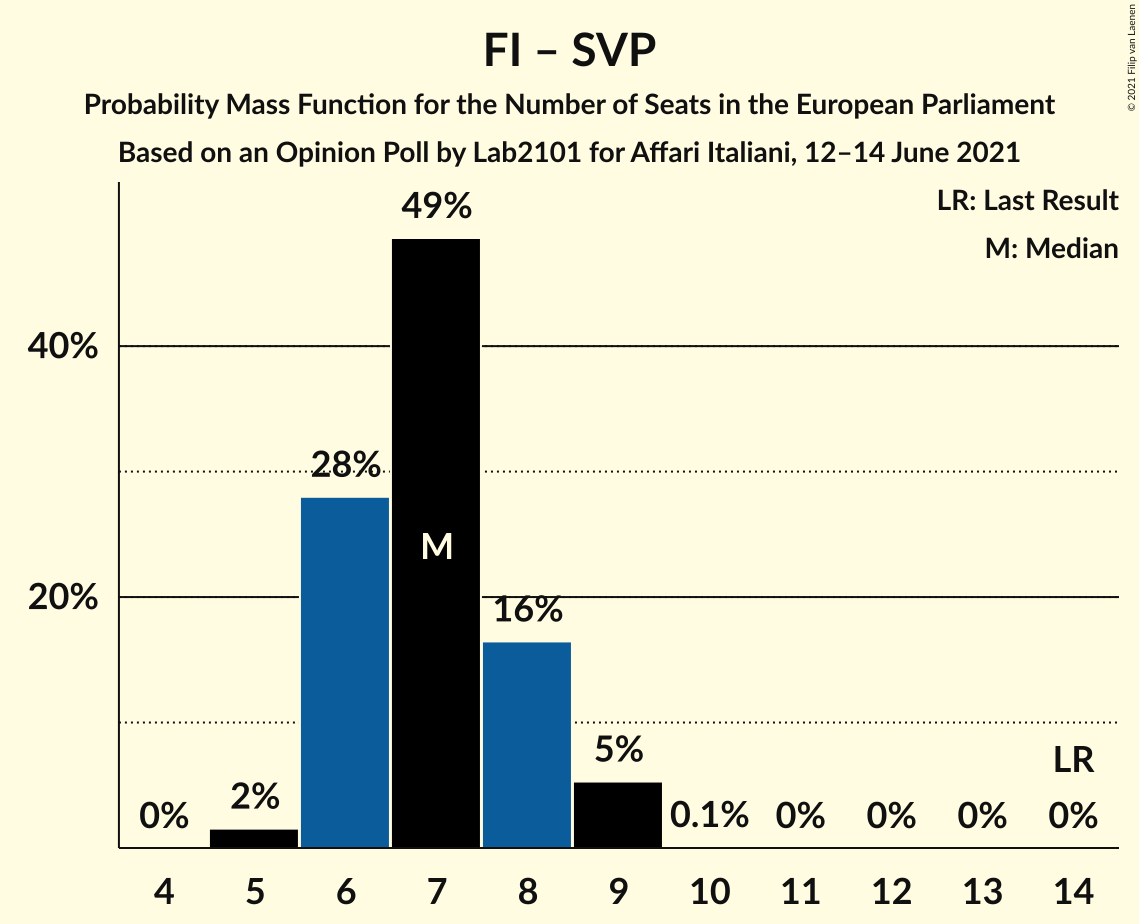 FI – SVP
Probability Mass Function for the Number of Seats in the European Parliament
Based on an Opinion Poll by Lab2101 for Affari Italiani, 12–14 June 2021
© 2021 Filip van Laenen
LR: Last Result
M: Median
49%
40%
28%
M
20%
16%
5%
LR
2%
0%
0.1%
0%
0%
0%
0%
4 5 6 7 8 9 10 11 12 13 14